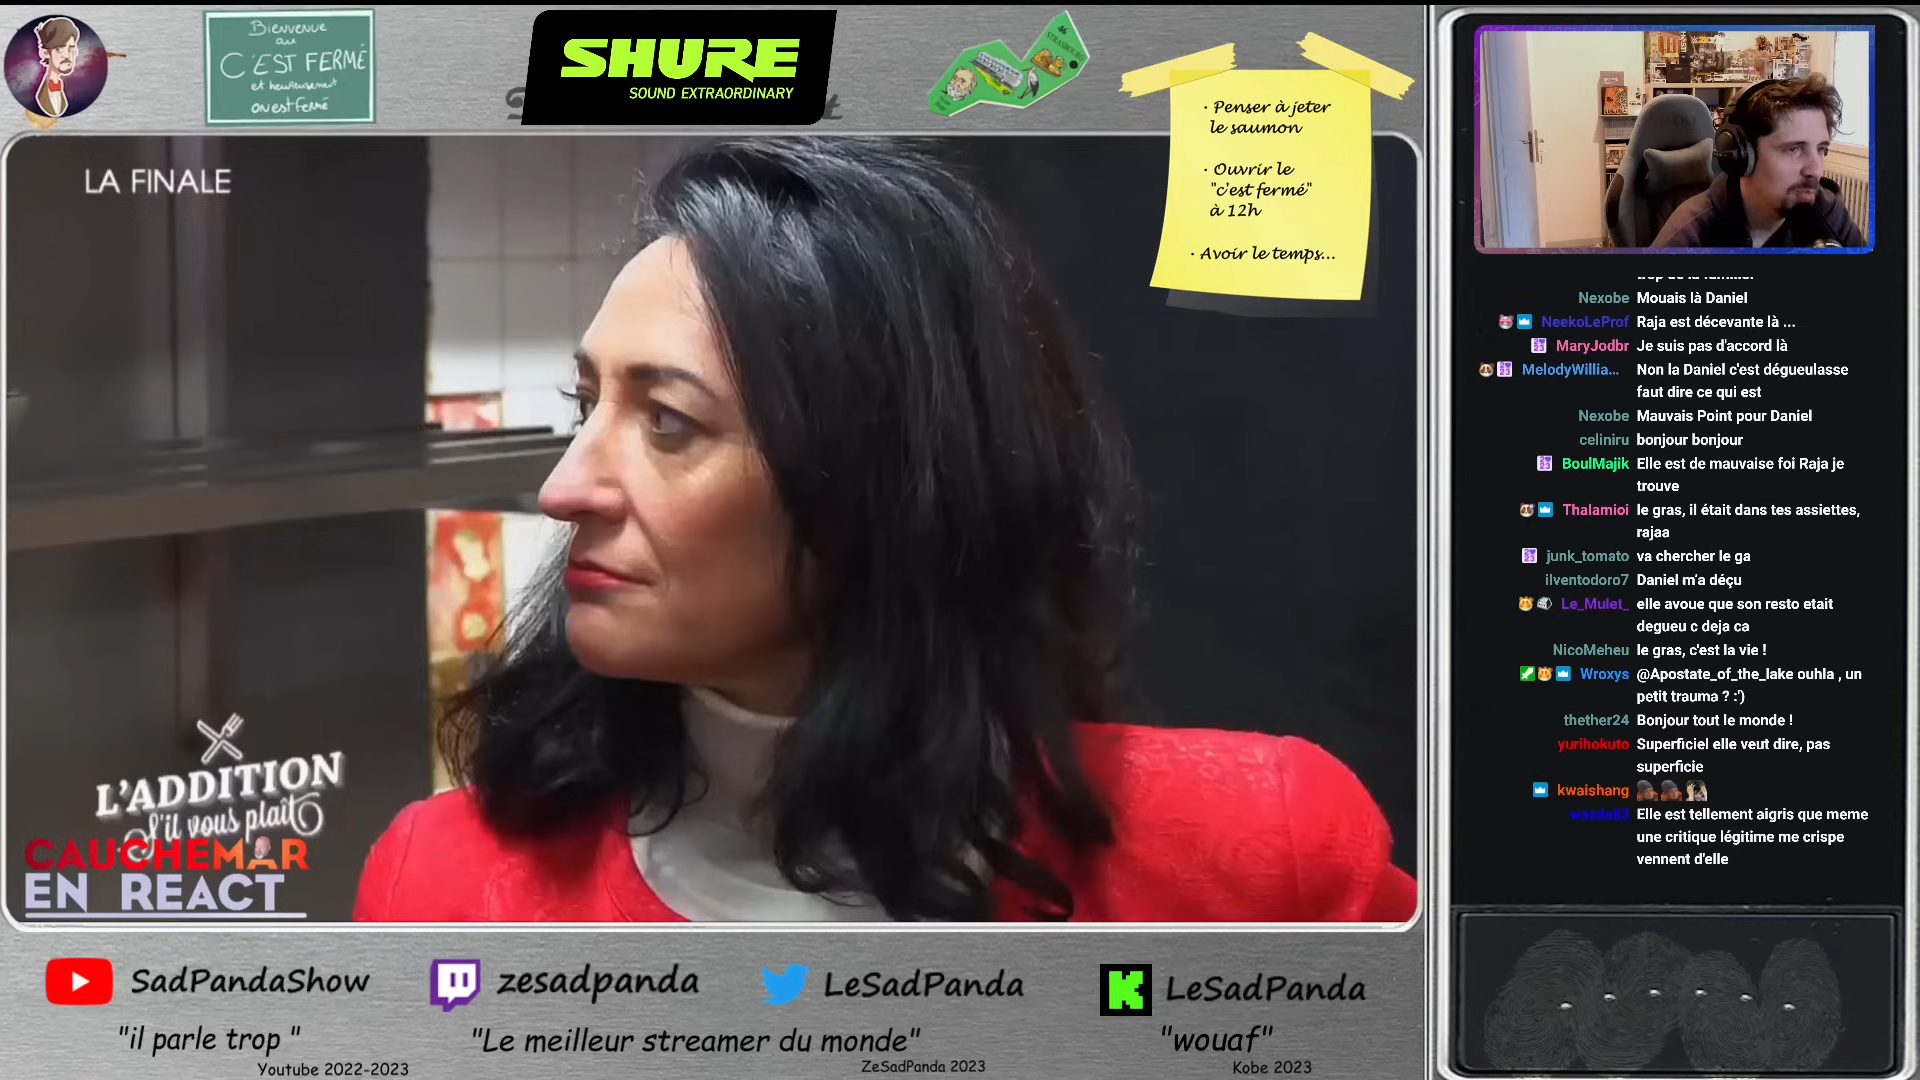 Bienvenue
au
C'EST FERMÉ
et heureusement
on est fermé
SHURE
SOUND EXTRAORDINARY
46
STRASBOURG
· Penser à jeter
le saumon
· Ouvrir le
"c'est fermé"
à 12h
· Avoir le temps...
LA FINALE
L'ADDITION
S'il vous plaît
CAUCHEMAR
EN REACT
Nexobe Mouais là Daniel
NeekoLeProf Raja est décevante là ...
MaryJodbr Je suis pas d'accord là
MelodyWillia... Non la Daniel c'est dégueulasse
faut dire ce qui est
Nexobe Mauvais Point pour Daniel
celiniru bonjour bonjour
BoulMajik Elle est de mauvaise foi Raja je
trouve
Thalamioi le gras, il était dans tes assiettes,
rajaa
junk_tomato va chercher le ga
ilventodoro7 Daniel m'a déçu
Le_Mulet_ elle avoue que son resto etait
degueu c deja ca
NicoMeheu le gras, c'est la vie !
Wroxys @Apostate_of_the_lake ouhla , un
petit trauma ? :')
thether24 Bonjour tout le monde !
yurihokuto Superficiel elle veut dire, pas
superficie
kwaishang
Elle est tellement aigris que meme
une critique légitime me crispe
vennent d'elle
SadPandaShow
"il parle trop "
Youtube 2022-2023
zesadpanda
"Le meilleur streamer du monde"
ZeSadPanda 2023
LeSadPanda
LeSadPanda
"wouaf"
Kobe 2023